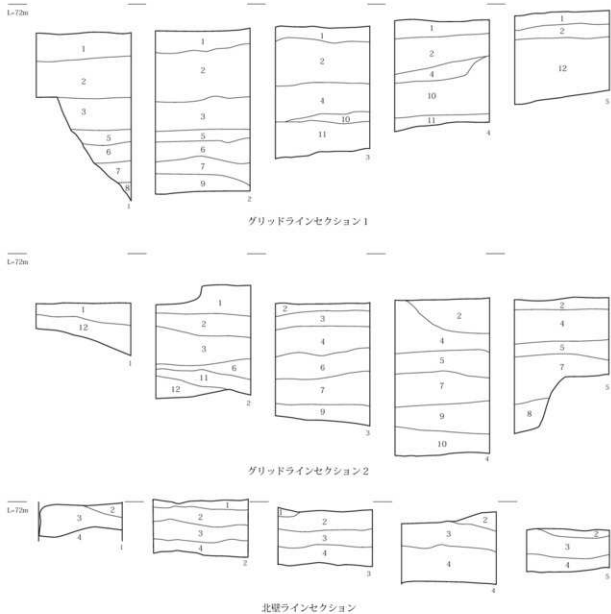 L=72m
1 1 1 1 1
2 2 2 2 2
3 3 4 4 12
5 5 10 10
6 6 11 11
7 7
8 9
1 2 3 4 5
グリッドラインセクション1
L=72m
1 1 2 2 2
12 2 3 4 4
3 4 5 5
6 6 7 7
11 7 9 8
12 9 10
1 2 3 4 5
グリッドラインセクション2
L=72m
2 1 1 2 2
3 2 2 3 3
4 3 3 4 4
4 4
1 2 3 4 5
北壁ラインセクション